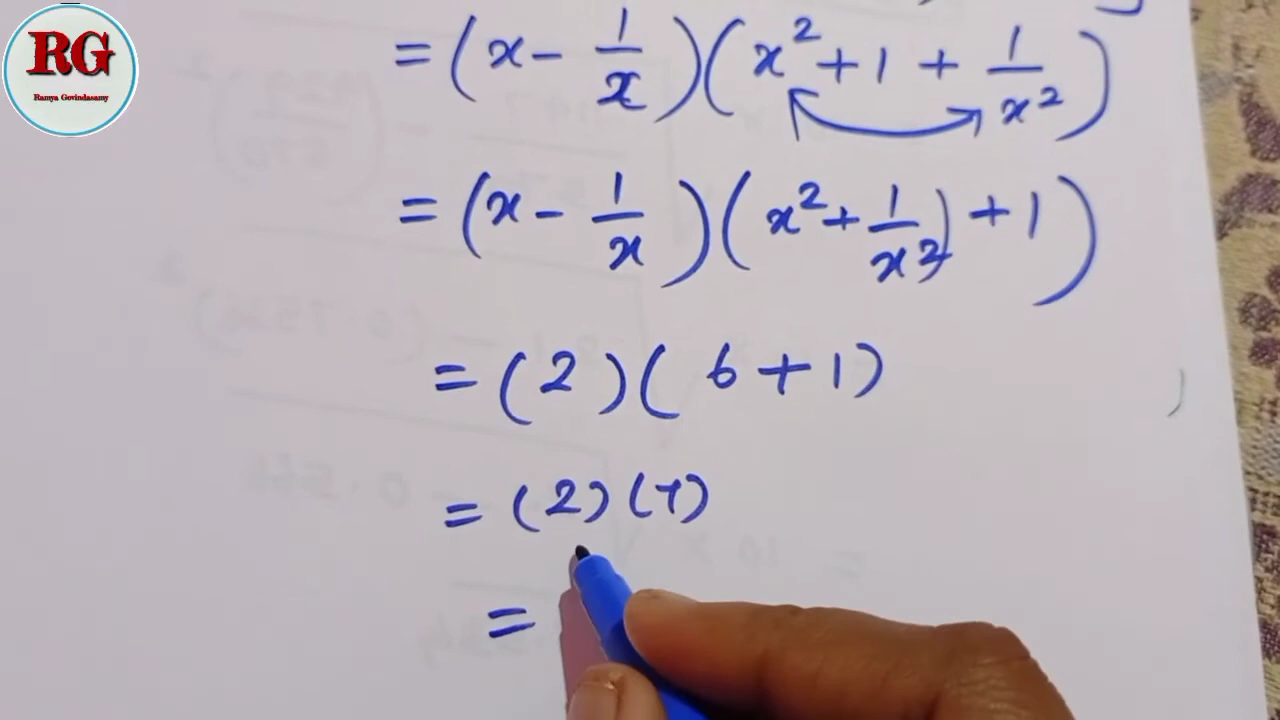 RG
Ramya Govindasamy
= (x - 1/x)(x² + 1 + 1/x²)
= (x - 1/x)(x² + 1/x²) + 1)
= (2)(6+1)
= (2)(7)
=